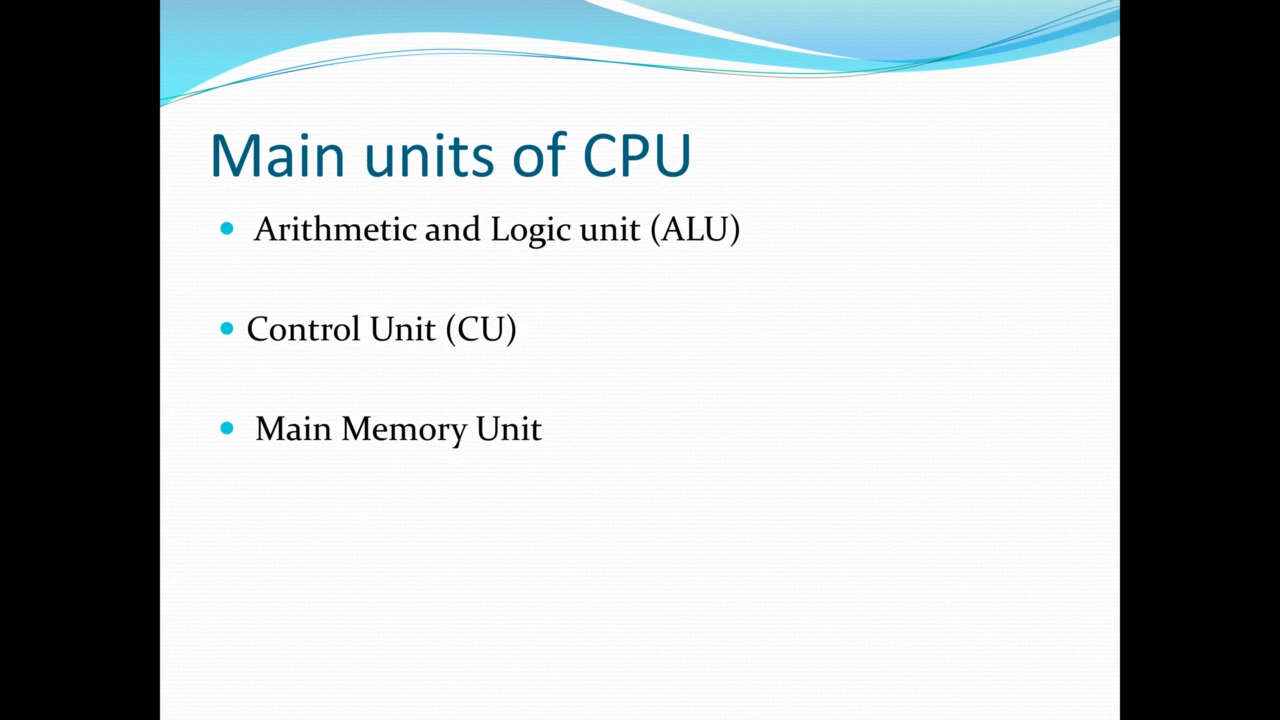 Main units of CPU
Arithmetic and Logic unit (ALU)
Control Unit (CU)
Main Memory Unit